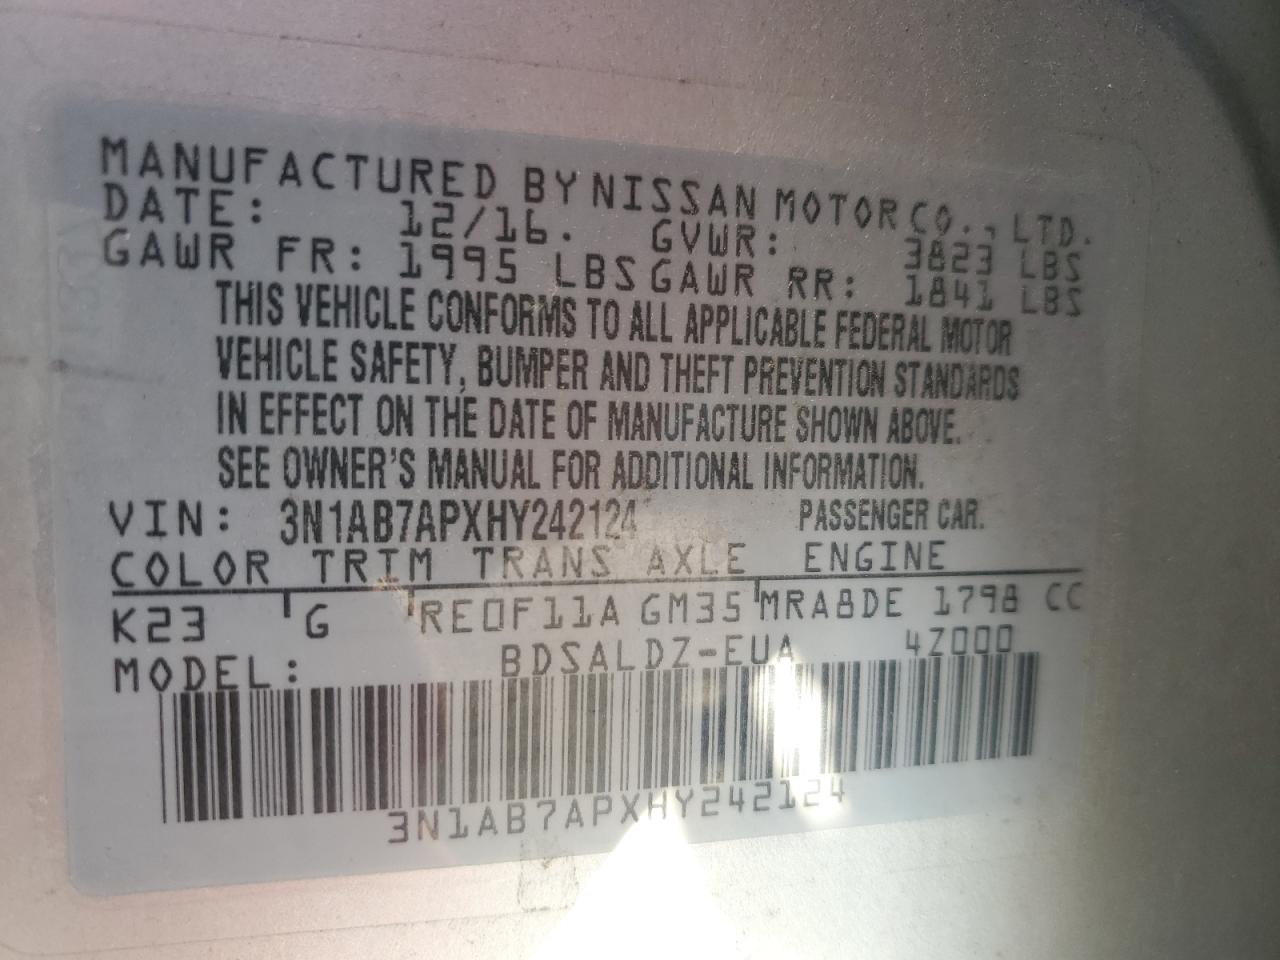 MANUFACTURED BY NISSAN MOTOR CO., LTD.
DATE: 12/16. GVWR: 3823 LBS
GAWR FR: 1995 LBS GAWR RR: 1841 LBS
THIS VEHICLE CONFORMS TO ALL APPLICABLE FEDERAL MOTOR
VEHICLE SAFETY, BUMPER AND THEFT PREVENTION STANDARDS
IN EFFECT ON THE DATE OF MANUFACTURE SHOWN ABOVE.
SEE OWNER'S MANUAL FOR ADDITIONAL INFORMATION.
VIN: 3N1AB7APXHY242124 PASSENGER CAR.
COLOR TRIM TRANS AXLE ENGINE
K23 G RE0F11A GM35 MRA8DE 1798 CC
MODEL: BDSALDZ-EUA 4Z000
3N1AB7APXHY242124